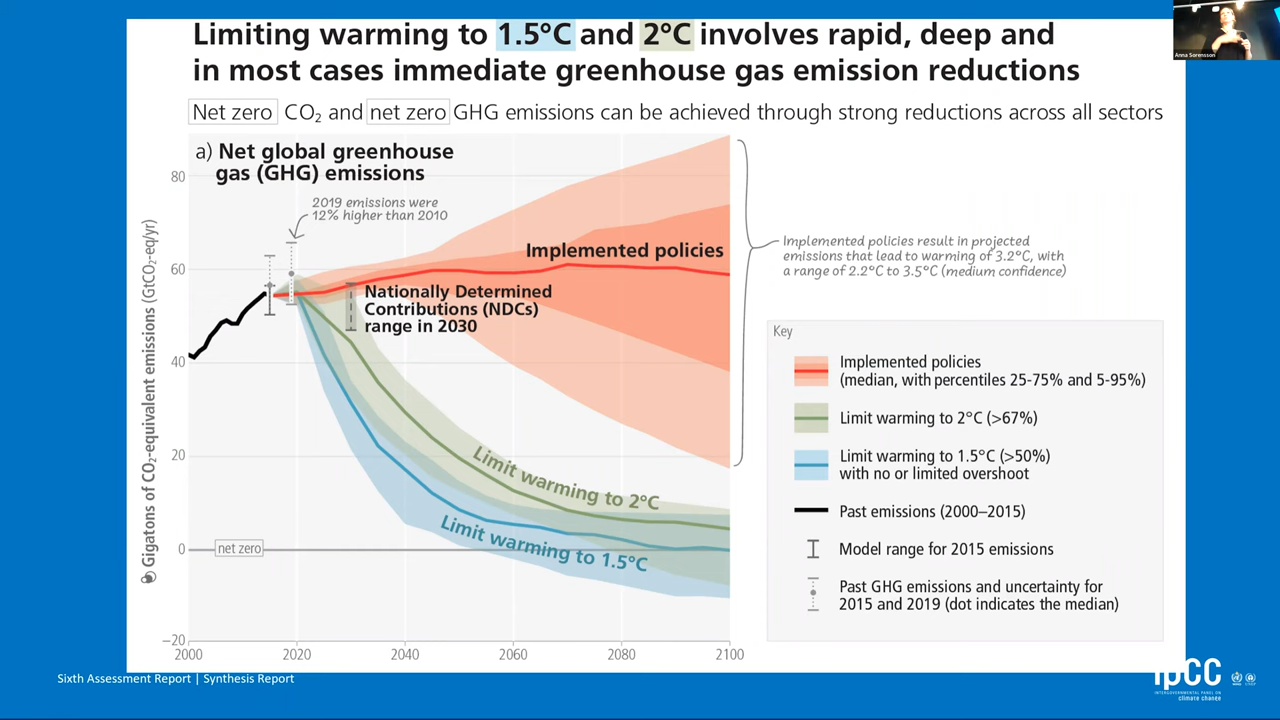 Limiting warming to 1.5°C and 2°C involves rapid, deep and
in most cases immediate greenhouse gas emission reductions
Net zero CO₂ and net zero GHG emissions can be achieved through strong reductions across all sectors
a) Net global greenhouse
gas (GHG) emissions
2019 emissions were
12% higher than 2010
Gigatons of CO₂-equivalent emissions (GtCO₂-eq/yr)
80
60
40
20
0
−20
net zero
2000
2020
2040
2060
2080
2100
Implemented policies
Nationally Determined
Contributions (NDCs)
range in 2030
Limit warming to 2°C
Limit warming to 1.5°C
Implemented policies result in projected
emissions that lead to warming of 3.2°C, with
a range of 2.2°C to 3.5°C (medium confidence)
Key
Implemented policies
(median, with percentiles 25-75% and 5-95%)
Limit warming to 2°C (>67%)
Limit warming to 1.5°C (>50%)
with no or limited overshoot
Past emissions (2000–2015)
Model range for 2015 emissions
Past GHG emissions and uncertainty for
2015 and 2019 (dot indicates the median)
Sixth Assessment Report | Synthesis Report
ipcc
INTERGOVERNMENTAL PANEL ON
climate change
Anna Sorensson